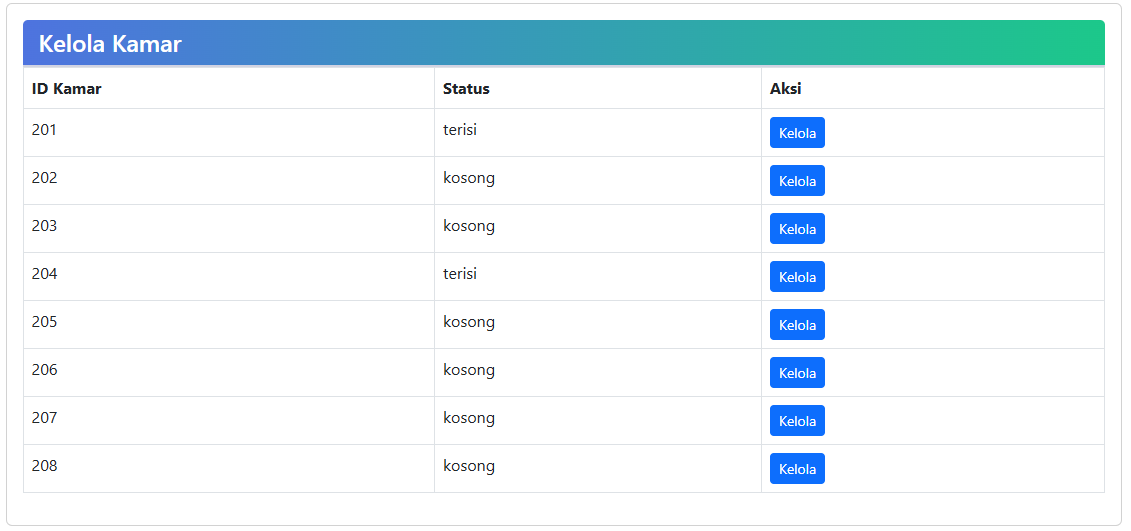 Kelola Kamar
ID Kamar Status Aksi
201 terisi Kelola
202 kosong Kelola
203 kosong Kelola
204 terisi Kelola
205 kosong Kelola
206 kosong Kelola
207 kosong Kelola
208 kosong Kelola